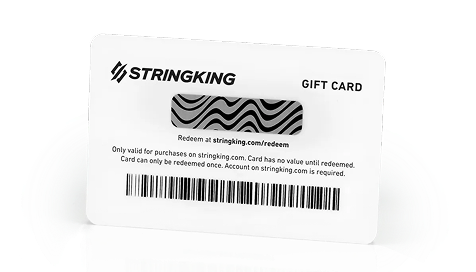 STRINGKING
GIFT CARD
Redeem at stringking.com/redeem
Only valid for purchases on stringking.com. Card has no value until redeemed.
Card can only be redeemed once. Account on stringking.com is required.